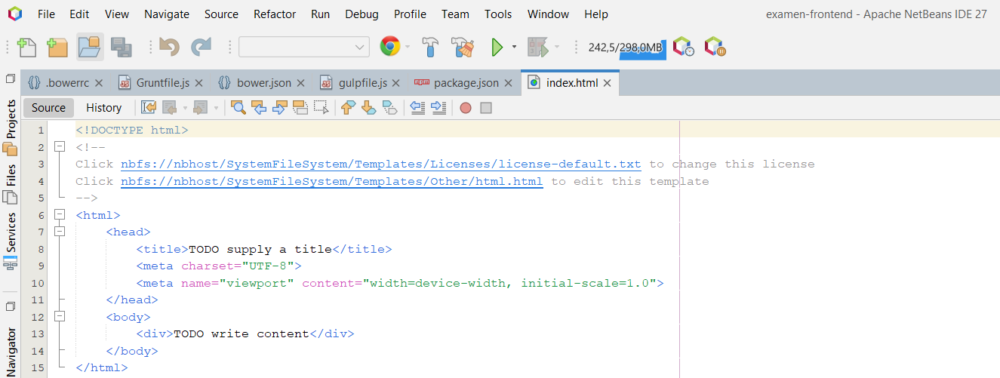 File Edit View Navigate Source Refactor Run Debug Profile Team Tools Window Help examen-frontend - Apache NetBeans IDE 27
242,5/298,0MB
.bowerrc Gruntfile.js bower.json gulpfile.js package.json index.html
Source History
Projects
Files
Services
Navigator
1 <!DOCTYPE html>
2 <!--
3 Click nbfs://nbhost/SystemFileSystem/Templates/Licenses/license-default.txt to change this license
4 Click nbfs://nbhost/SystemFileSystem/Templates/Other/html.html to edit this template
5 -->
6 <html>
7     <head>
8         <title>TODO supply a title</title>
9         <meta charset="UTF-8">
10         <meta name="viewport" content="width=device-width, initial-scale=1.0">
11     </head>
12     <body>
13         <div>TODO write content</div>
14     </body>
15 </html>